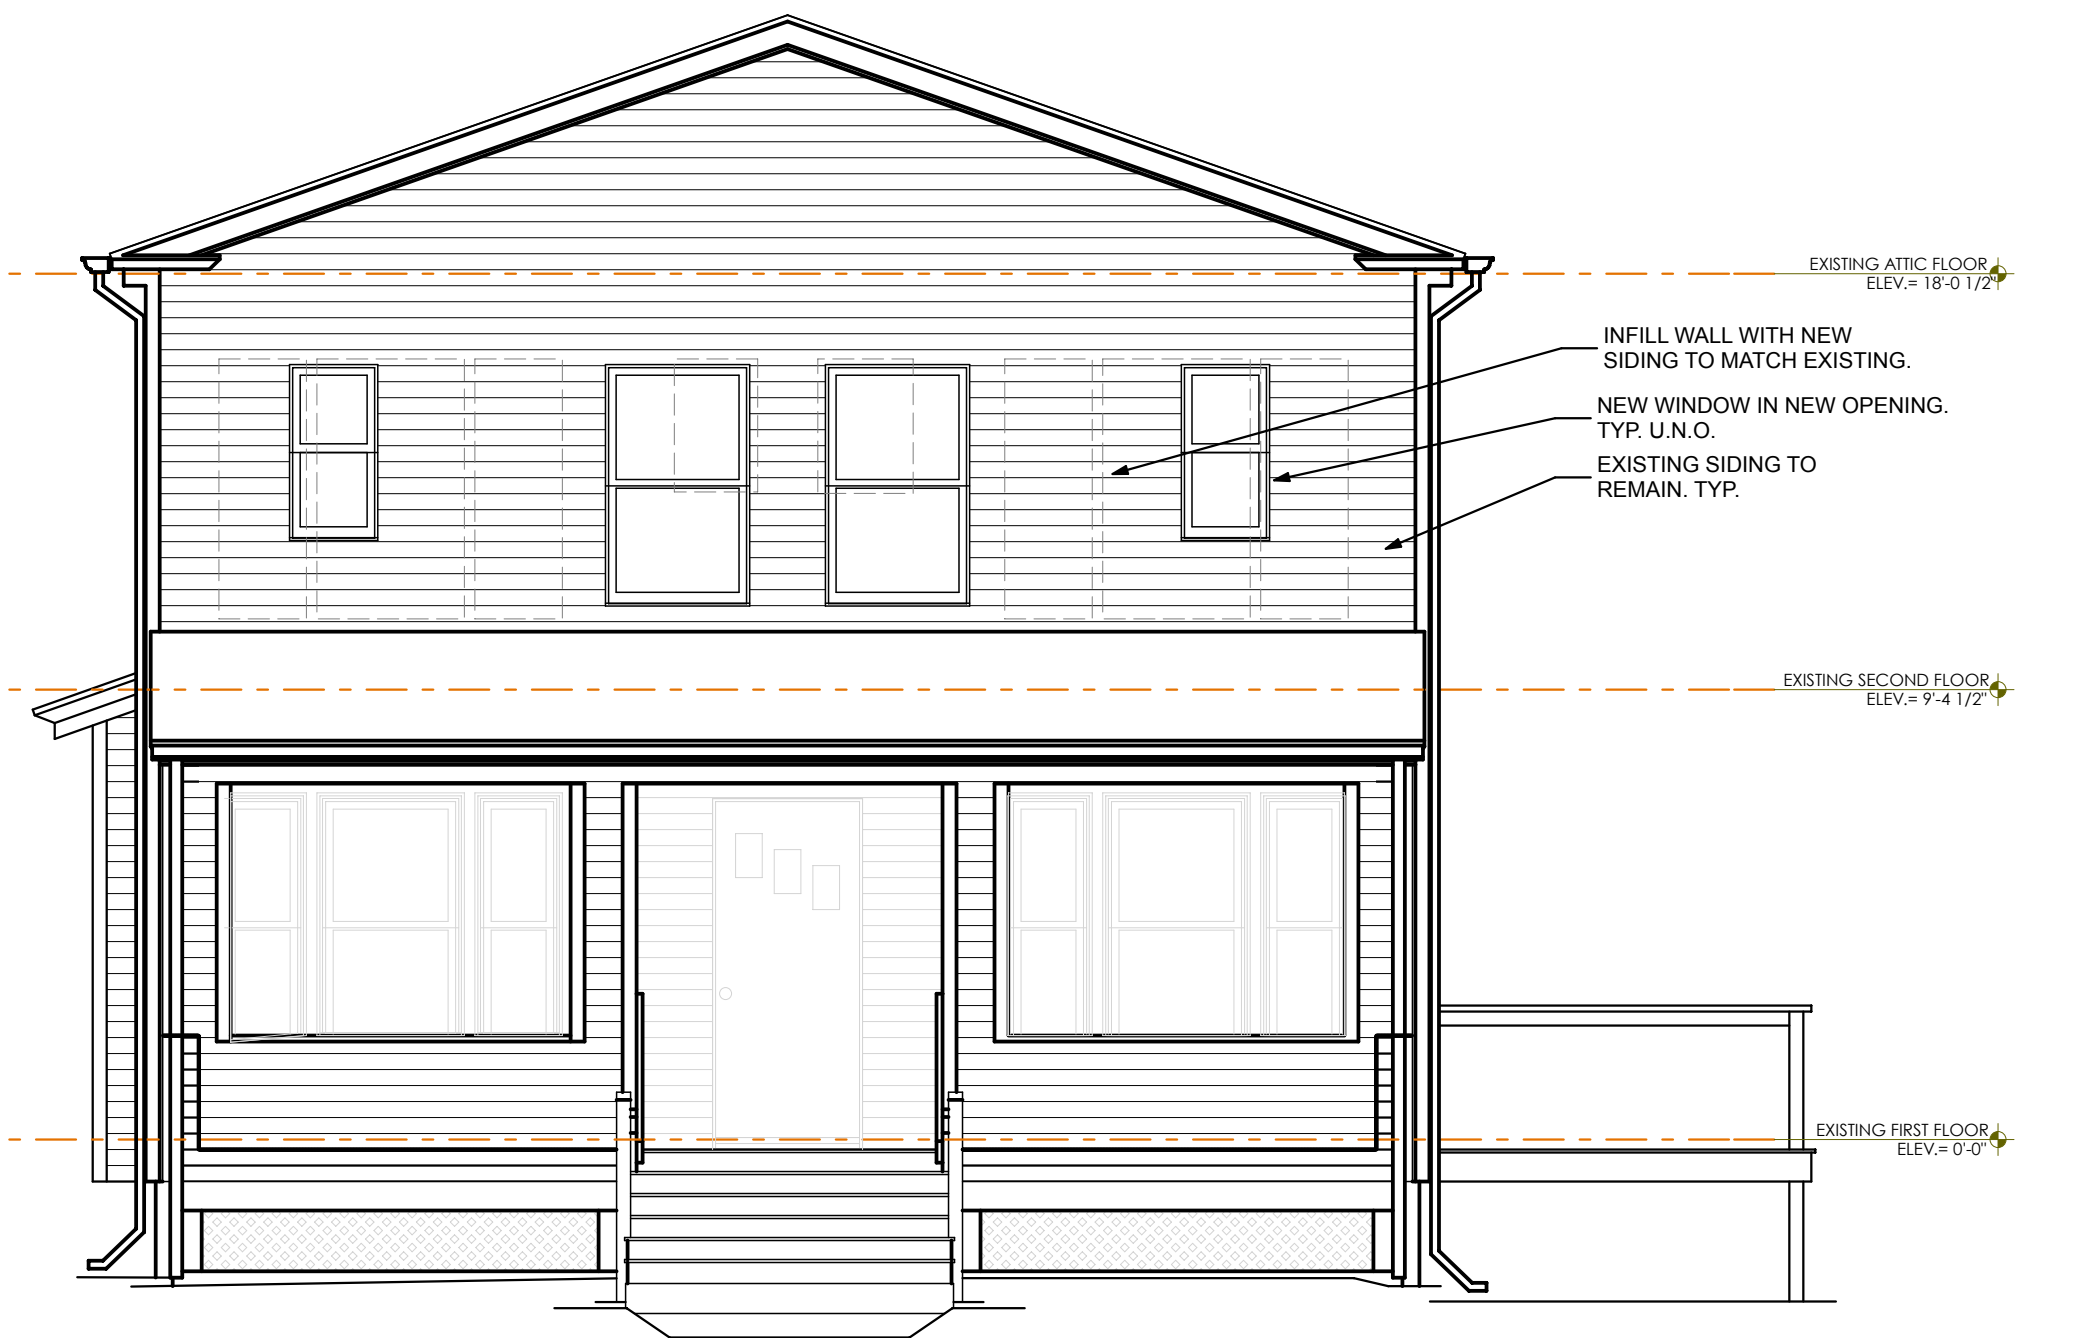 EXISTING ATTIC FLOOR
ELEV.= 18'-0 1/2"
INFILL WALL WITH NEW
SIDING TO MATCH EXISTING.
NEW WINDOW IN NEW OPENING.
TYP. U.N.O.
EXISTING SIDING TO
REMAIN. TYP.
EXISTING SECOND FLOOR
ELEV.= 9'-4 1/2"
EXISTING FIRST FLOOR
ELEV.= 0'-0"